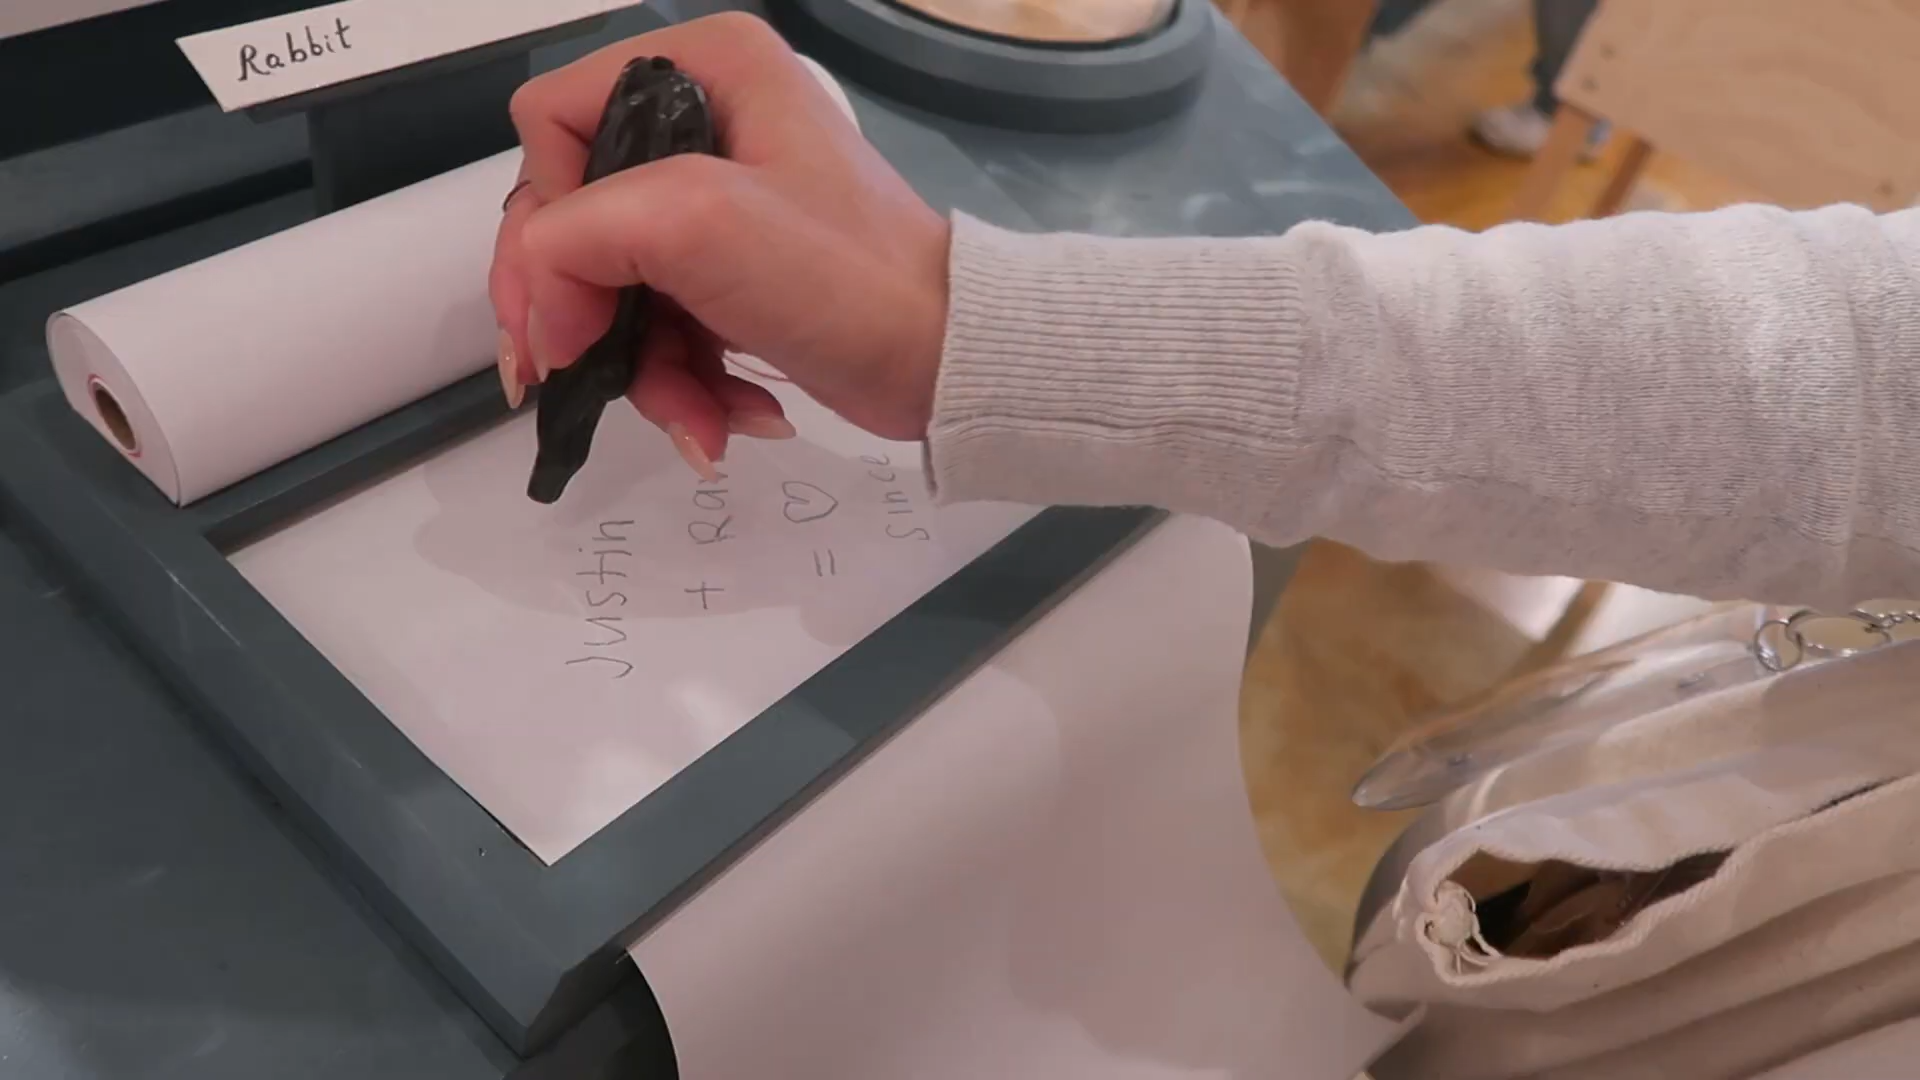 Rabbit
Justin
+
= ♡
since